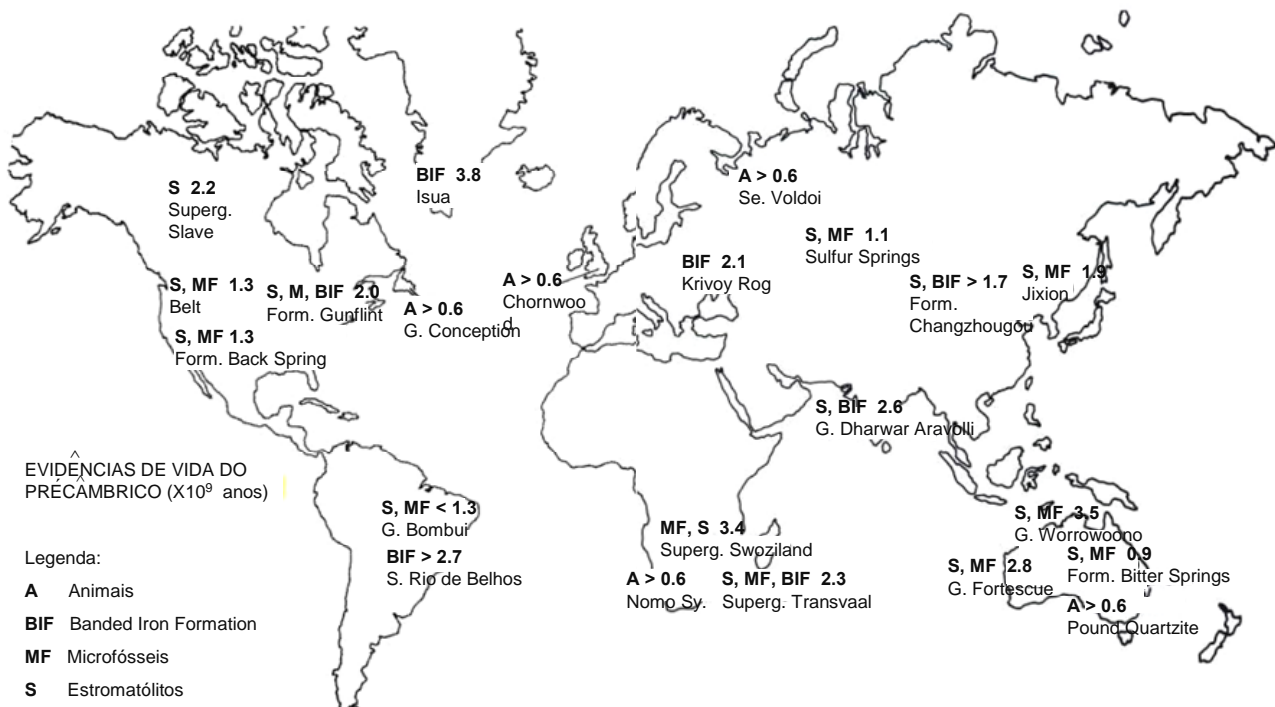 BIF 3.8
Isua
A > 0.6
Se. Voldoi
S 2.2
Superg.
Slave
S, MF 1.1
Sulfur Springs
BIF 2.1
Krivoy Rog
S, BIF > 1.7
Form.
Changzhougou
S, MF 1.9
Jixion
A > 0.6
Chornwoo
d
S, MF 1.3
Belt
S, M, BIF 2.0
Form. Gunflint
A > 0.6
G. Conception
S, MF 1.3
Form. Back Spring
S, BIF 2.6
G. Dharwar Aravolli
EVIDÊNCIAS DE VIDA DO
PRÉCÂMBRICO (X10⁹ anos)
S, MF < 1.3
G. Bombui
BIF > 2.7
S. Rio de Belhos
MF, S 3.4
Superg. Swoziland
A > 0.6
Nomo Sy.
S, MF, BIF 2.3
Superg. Transvaal
S, MF 3.5
G. Worrowoono
S, MF 2.8
G. Fortescue
S, MF 0.9
Form. Bitter Springs
A > 0.6
Pound Quartzite
Legenda:
A Animais
BIF Banded Iron Formation
MF Microfósseis
S Estromatólitos